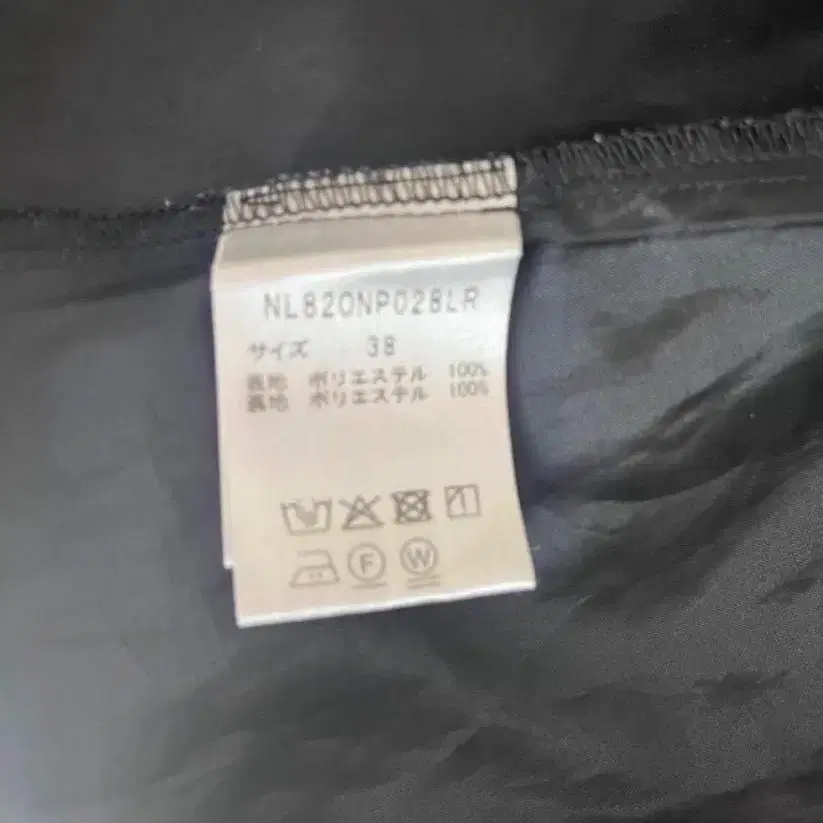 NL820NP028LR
サイズ 38
表地 ポリエステル 100%
裏地 ポリエステル 100%
F W